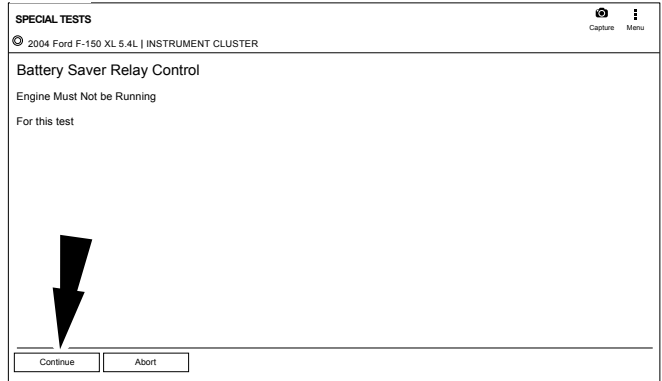 SPECIAL TESTS
Capture Menu
2004 Ford F-150 XL 5.4L | INSTRUMENT CLUSTER
Battery Saver Relay Control
Engine Must Not be Running
For this test
Continue Abort